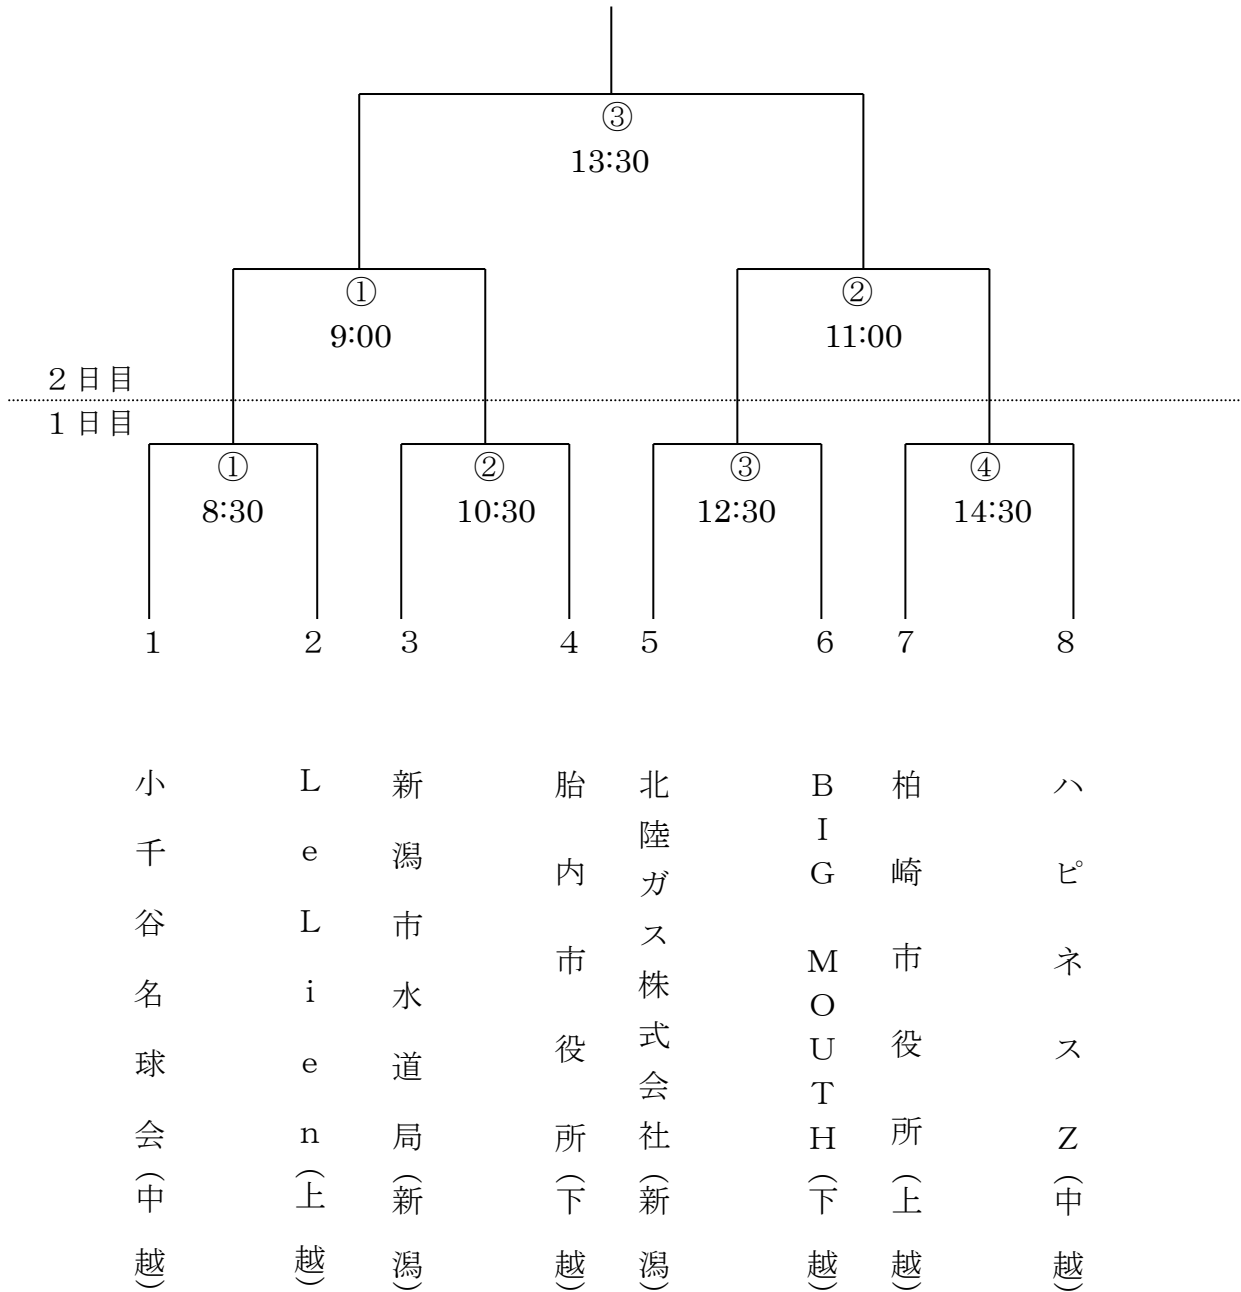 ③
13:30
① ②
9:00 11:00
２日目
１日目
① ② ③ ④
8:30 10:30 12:30 14:30
1 2 3 4 5 6 7 8
小千谷名球会(中越)
LeLien(上越)
新潟市水道局(新潟)
胎内市役所(下越)
北陸ガス株式会社(新潟)
BIG MOUTH(下越)
柏崎市役所(上越)
ハピネスZ(中越)